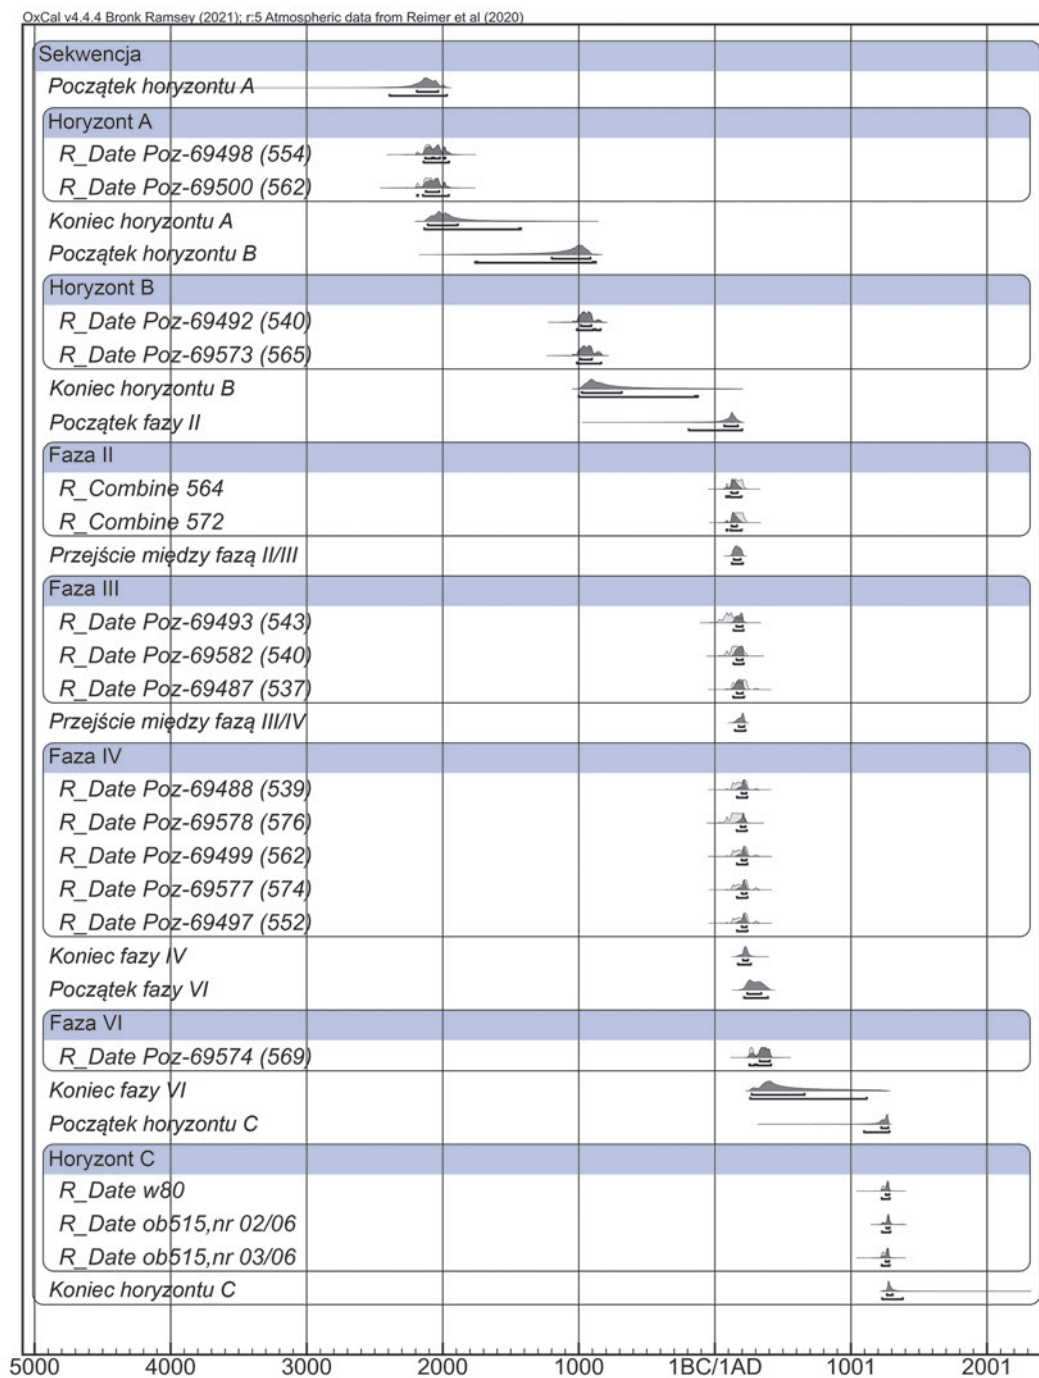 OxCal v4.4.4 Bronk Ramsey (2021); r:5 Atmospheric data from Reimer et al (2020)
Sekwencja
Początek horyzontu A
Horyzont A
R_Date Poz-69498 (554)
R_Date Poz-69500 (562)
Koniec horyzontu A
Początek horyzontu B
Horyzont B
R_Date Poz-69492 (540)
R_Date Poz-69573 (565)
Koniec horyzontu B
Początek fazy II
Faza II
R_Combine 564
R_Combine 572
Przejście między fazą II/III
Faza III
R_Date Poz-69493 (543)
R_Date Poz-69582 (540)
R_Date Poz-69487 (537)
Przejście między fazą III/IV
Faza IV
R_Date Poz-69488 (539)
R_Date Poz-69578 (576)
R_Date Poz-69499 (562)
R_Date Poz-69577 (574)
R_Date Poz-69497 (552)
Koniec fazy IV
Początek fazy VI
Faza VI
R_Date Poz-69574 (569)
Koniec fazy VI
Początek horyzontu C
Horyzont C
R_Date w80
R_Date ob515,nr 02/06
R_Date ob515,nr 03/06
Koniec horyzontu C
5000 4000 3000 2000 1000 1BC/1AD 1001 2001